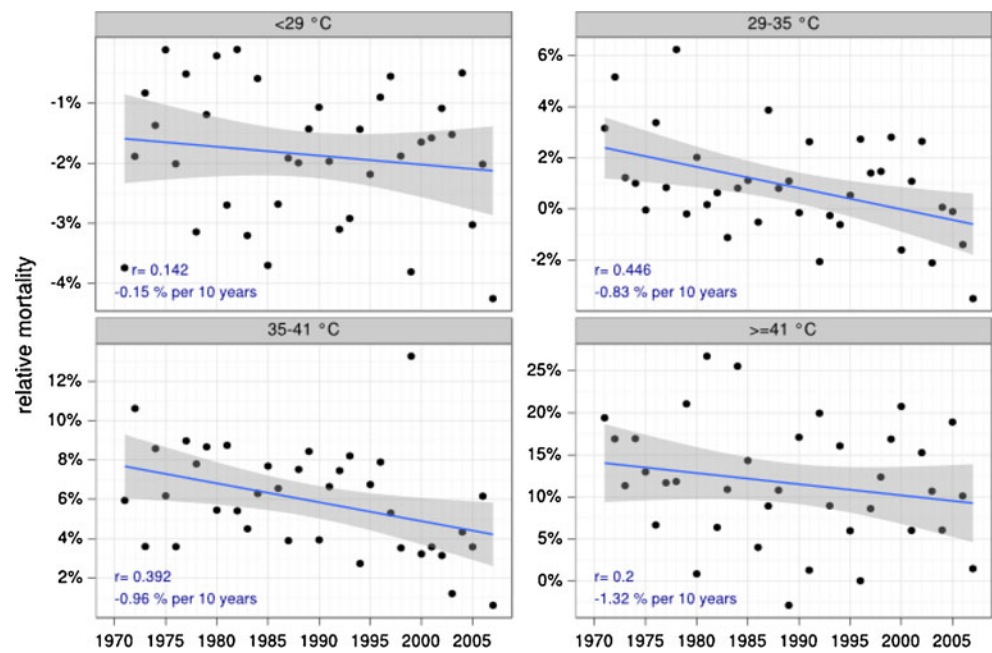 <29 °C
29-35 °C
relative mortality
-1%
-2%
-3%
-4%
r= 0.142
-0.15 % per 10 years
6%
4%
2%
0%
-2%
r= 0.446
-0.83 % per 10 years
35-41 °C
>=41 °C
12%
10%
8%
6%
4%
2%
r= 0.392
-0.96 % per 10 years
25%
20%
15%
10%
5%
0%
r= 0.2
-1.32 % per 10 years
1970 1975 1980 1985 1990 1995 2000 2005
1970 1975 1980 1985 1990 1995 2000 2005